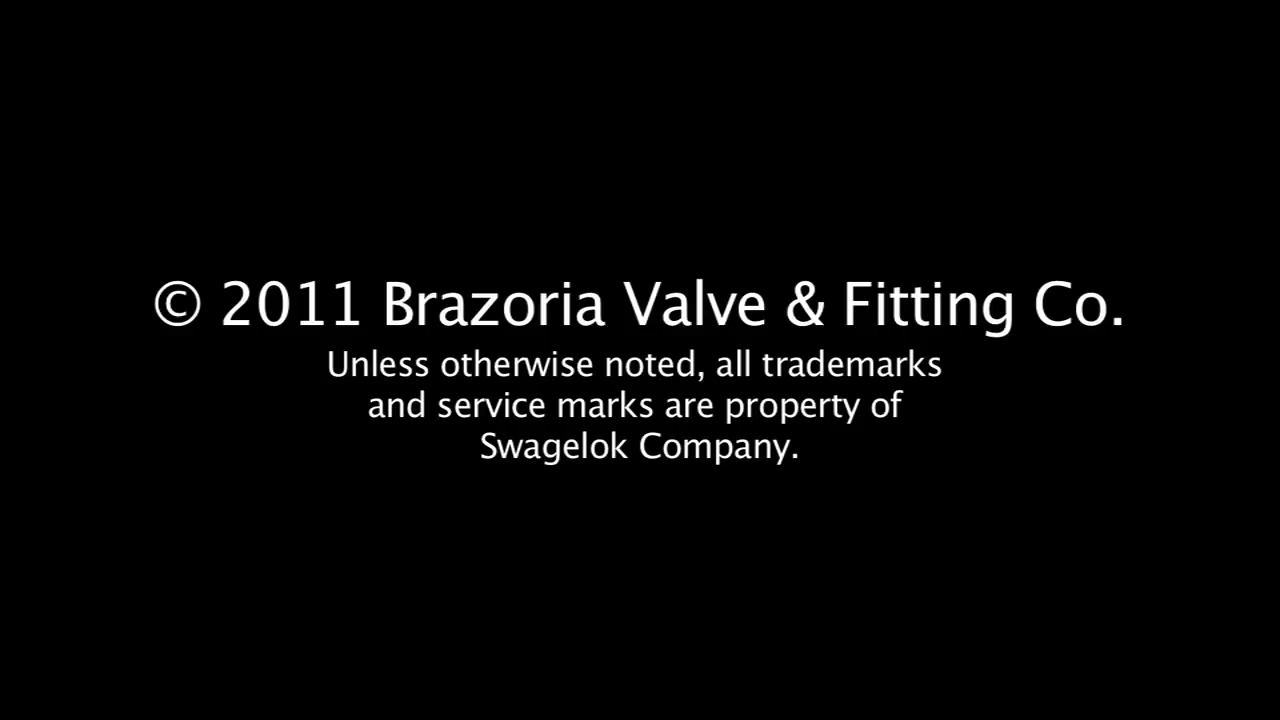 © 2011 Brazoria Valve & Fitting Co.
Unless otherwise noted, all trademarks
and service marks are property of
Swagelok Company.